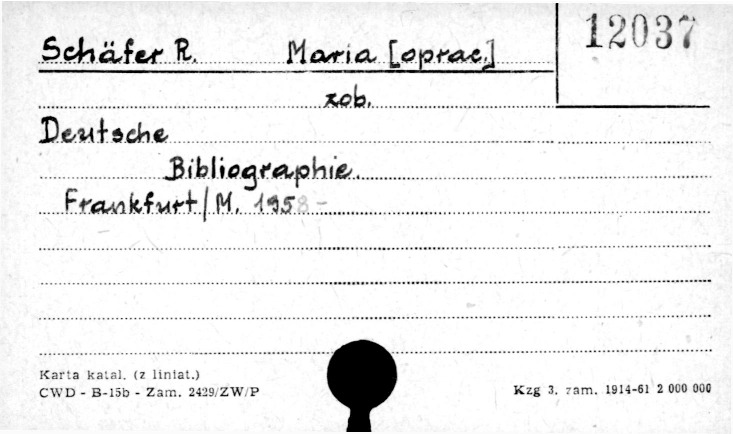 12037
Schäfer R. Maria [oprac.]
zob.
Deutsche
Bibliographie.
Frankfurt/M. 1958-
Karta katal. (z liniat.)
CWD - B-15b - Zam. 2429/ZW/P
Kzg 3. zam. 1914-61 2 000 000